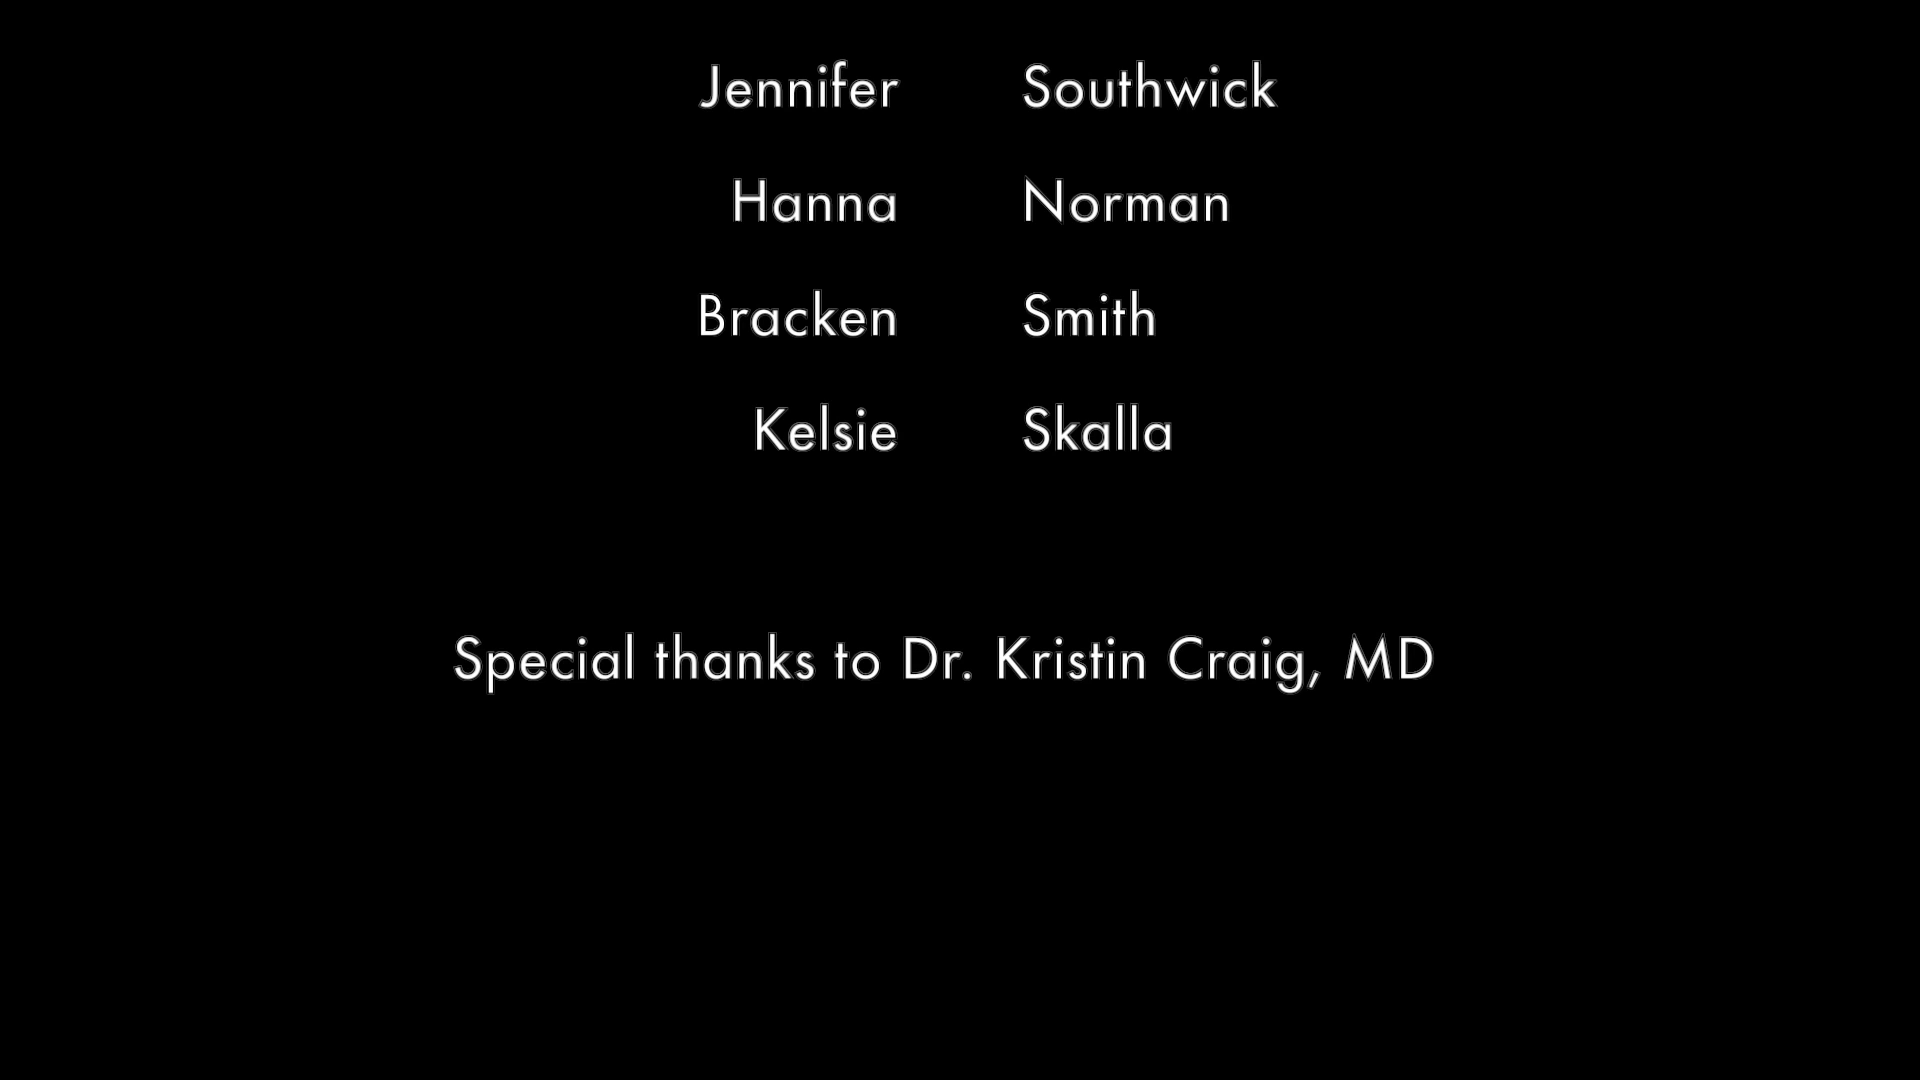 Jennifer Southwick
Hanna Norman
Bracken Smith
Kelsie Skalla
Special thanks to Dr. Kristin Craig, MD